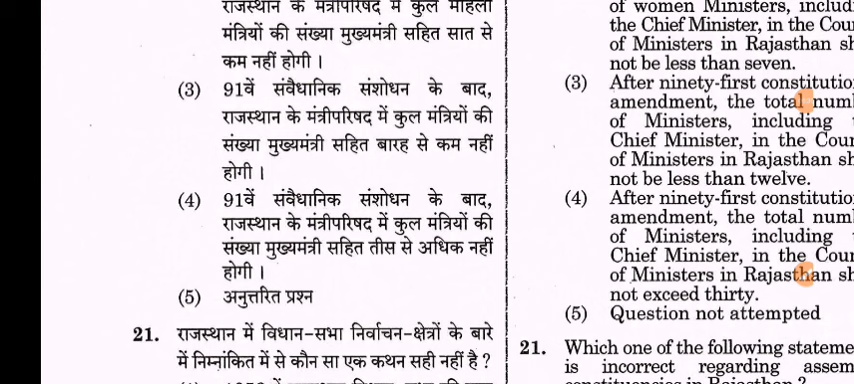 राजस्थान के मंत्रीपरिषद में कुल महिला
मंत्रियों की संख्या मुख्यमंत्री सहित सात से
कम नहीं होगी ।
(3) 91वें संवैधानिक संशोधन के बाद,
राजस्थान के मंत्रीपरिषद में कुल मंत्रियों की
संख्या मुख्यमंत्री सहित बारह से कम नहीं
होगी ।
(4) 91वें संवैधानिक संशोधन के बाद,
राजस्थान के मंत्रीपरिषद में कुल मंत्रियों की
संख्या मुख्यमंत्री सहित तीस से अधिक नहीं
होगी ।
(5) अनुत्तरित प्रश्न
21. राजस्थान में विधान-सभा निर्वाचन-क्षेत्रों के बारे
में निम्नांकित में से कौन सा एक कथन सही नहीं है ?
of women Ministers, includi
the Chief Minister, in the Cou
of Ministers in Rajasthan sh
not be less than seven.
(3) After ninety-first constitutio
amendment, the total num
of Ministers, including
Chief Minister, in the Cour
of Ministers in Rajasthan sh
not be less than twelve.
(4) After ninety-first constitutio
amendment, the total num
of Ministers, including
Chief Minister, in the Cour
of Ministers in Rajasthan sh
not exceed thirty.
(5) Question not attempted
21. Which one of the following stateme
is incorrect regarding assem